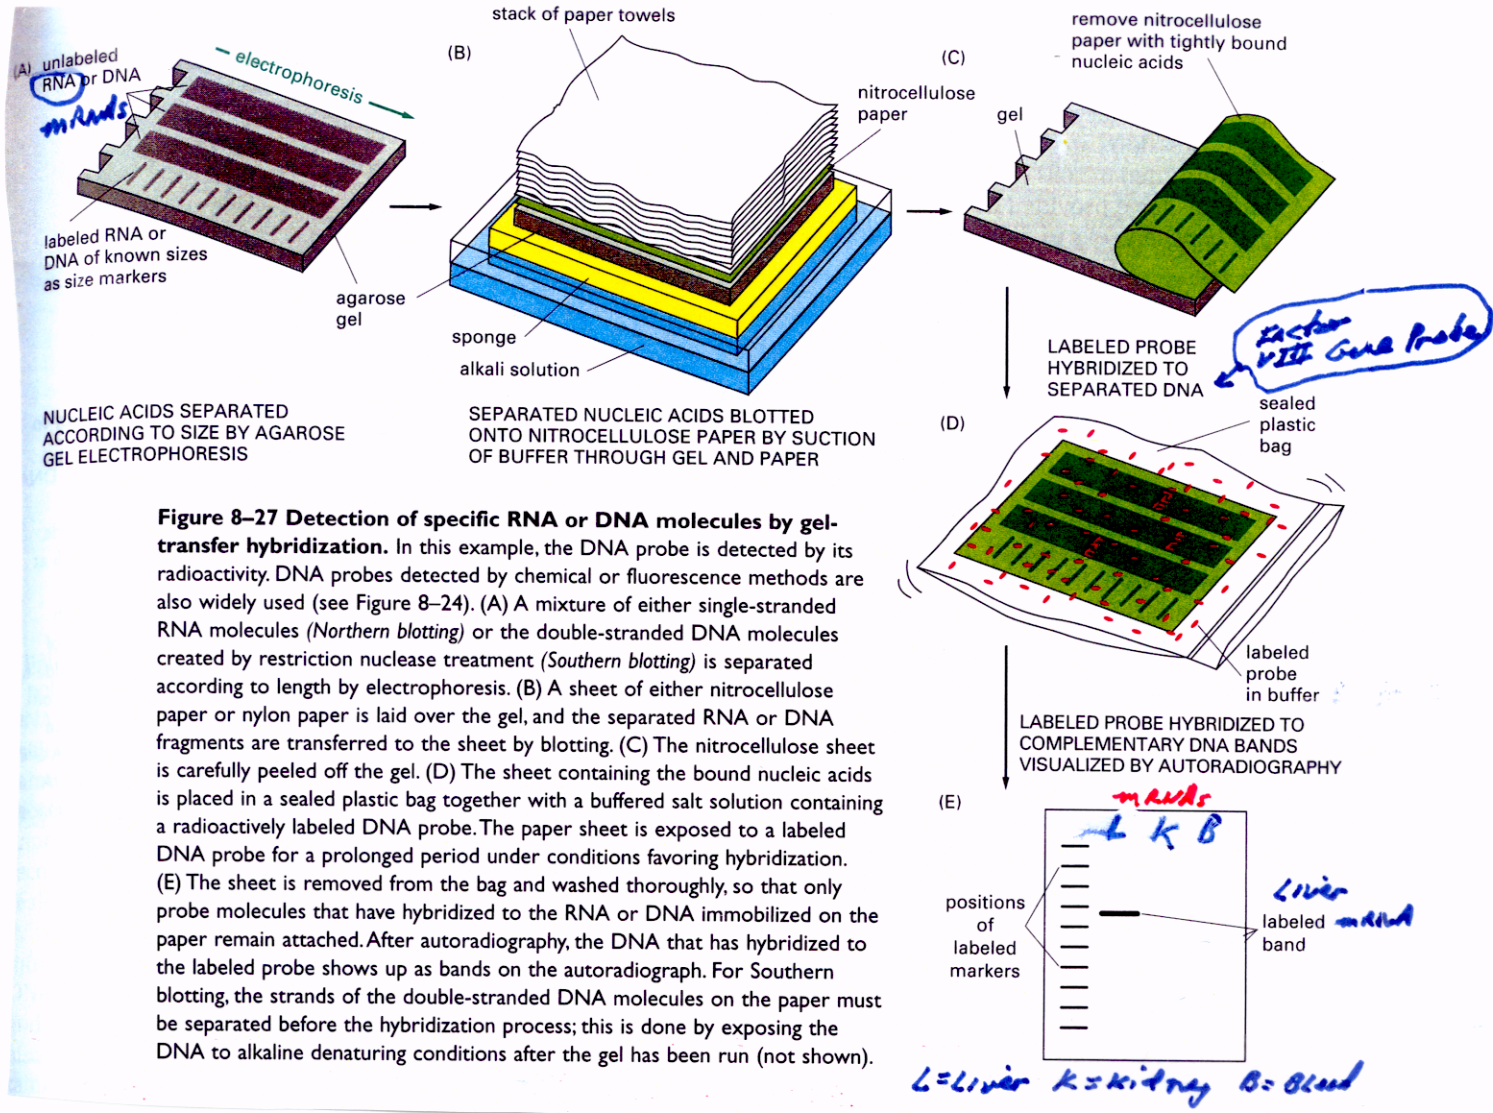 stack of paper towels
(A) unlabeled
RNA or DNA
mRNAs
electrophoresis
labeled RNA or
DNA of known sizes
as size markers
agarose
gel
(B)
nitrocellulose
paper
sponge
alkali solution
(C)
remove nitrocellulose
paper with tightly bound
nucleic acids
gel
NUCLEIC ACIDS SEPARATED
ACCORDING TO SIZE BY AGAROSE
GEL ELECTROPHORESIS
SEPARATED NUCLEIC ACIDS BLOTTED
ONTO NITROCELLULOSE PAPER BY SUCTION
OF BUFFER THROUGH GEL AND PAPER
LABELED PROBE
HYBRIDIZED TO
SEPARATED DNA
Factor
VIII Gene Probe
(D)
sealed
plastic
bag
labeled
probe
in buffer
Figure 8–27 Detection of specific RNA or DNA molecules by gel-
transfer hybridization. In this example, the DNA probe is detected by its
radioactivity. DNA probes detected by chemical or fluorescence methods are
also widely used (see Figure 8–24). (A) A mixture of either single-stranded
RNA molecules (Northern blotting) or the double-stranded DNA molecules
created by restriction nuclease treatment (Southern blotting) is separated
according to length by electrophoresis. (B) A sheet of either nitrocellulose
paper or nylon paper is laid over the gel, and the separated RNA or DNA
fragments are transferred to the sheet by blotting. (C) The nitrocellulose sheet
is carefully peeled off the gel. (D) The sheet containing the bound nucleic acids
is placed in a sealed plastic bag together with a buffered salt solution containing
a radioactively labeled DNA probe. The paper sheet is exposed to a labeled
DNA probe for a prolonged period under conditions favoring hybridization.
(E) The sheet is removed from the bag and washed thoroughly, so that only
probe molecules that have hybridized to the RNA or DNA immobilized on the
paper remain attached. After autoradiography, the DNA that has hybridized to
the labeled probe shows up as bands on the autoradiograph. For Southern
blotting, the strands of the double-stranded DNA molecules on the paper must
be separated before the hybridization process; this is done by exposing the
DNA to alkaline denaturing conditions after the gel has been run (not shown).
LABELED PROBE HYBRIDIZED TO
COMPLEMENTARY DNA BANDS
VISUALIZED BY AUTORADIOGRAPHY
(E)
mRNAs
L K B
positions
of
labeled
markers
Liver
mRNA
labeled
band
L=Liver K=Kidney B=Blood